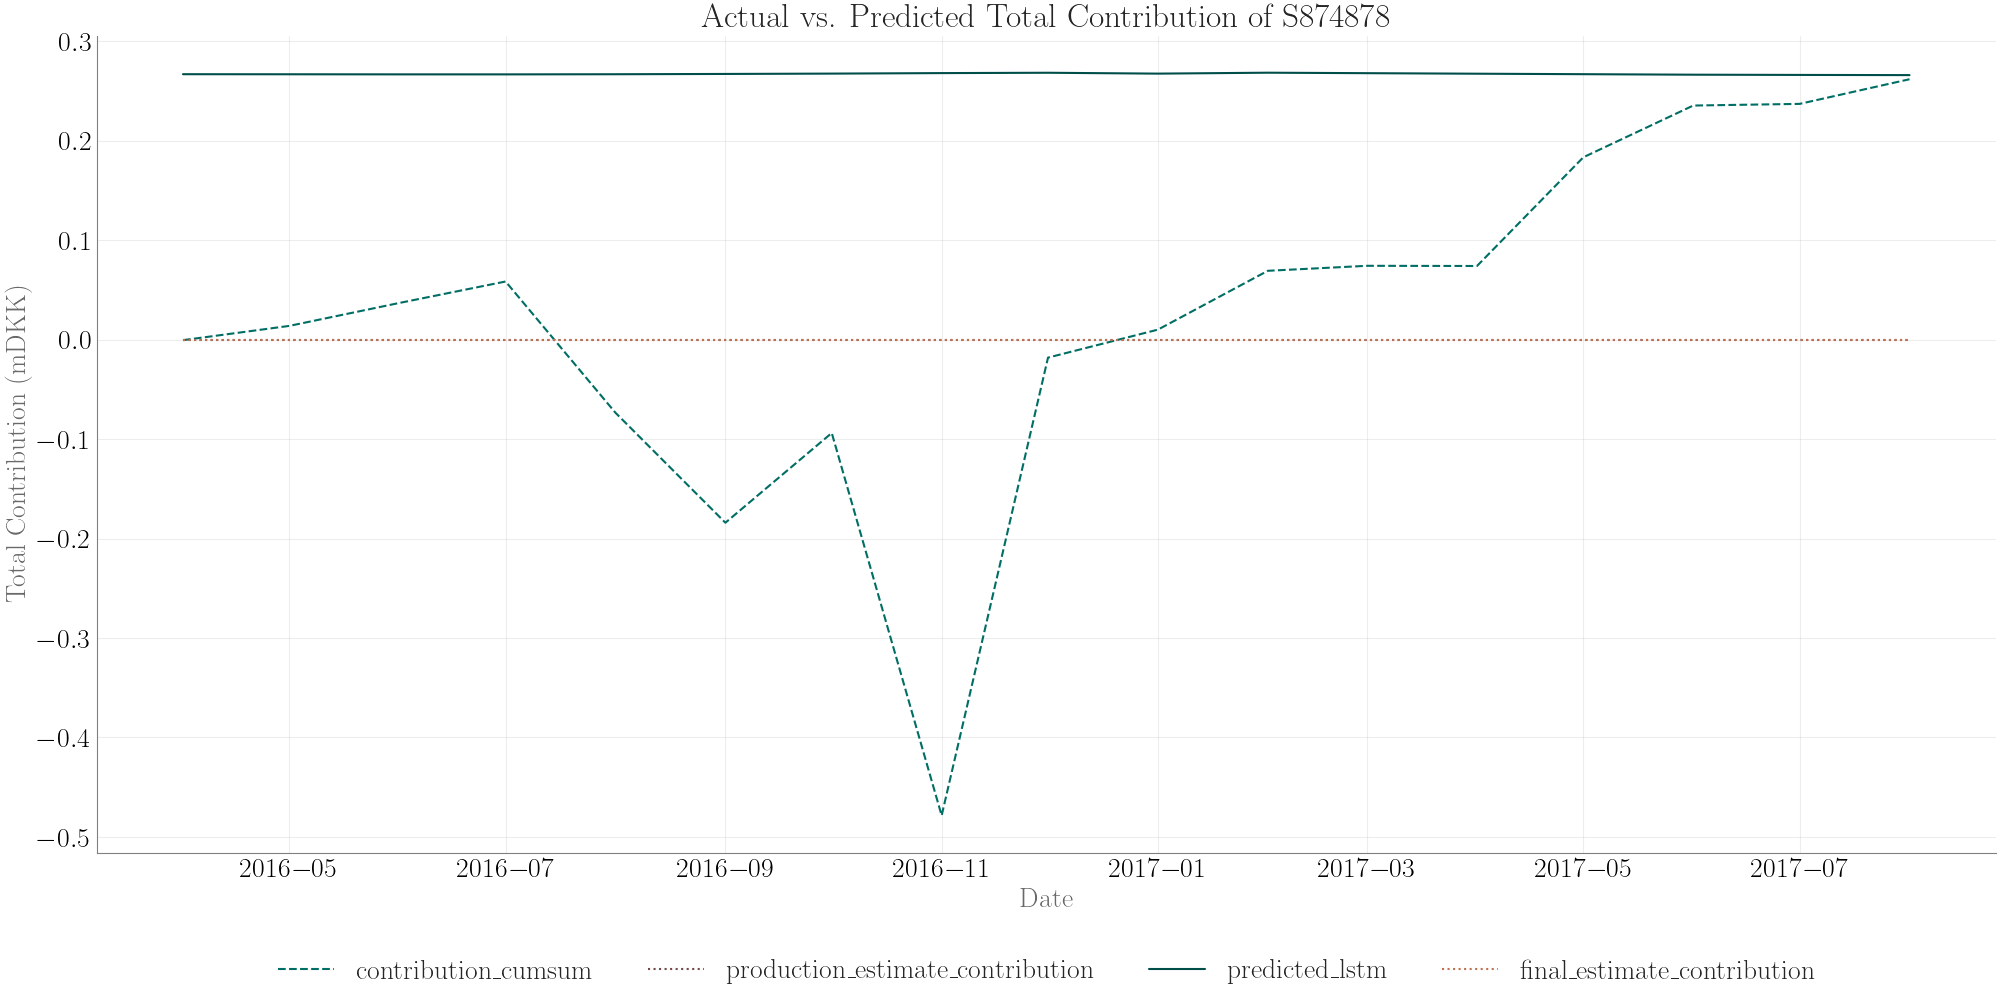 Actual vs. Predicted Total Contribution of S874878
Total Contribution (mDKK)
0.3
0.2
0.1
0.0
−0.1
−0.2
−0.3
−0.4
−0.5
2016−05 2016−07 2016−09 2016−11 2017−01 2017−03 2017−05 2017−07
Date
contribution_cumsum production_estimate_contribution predicted_lstm final_estimate_contribution